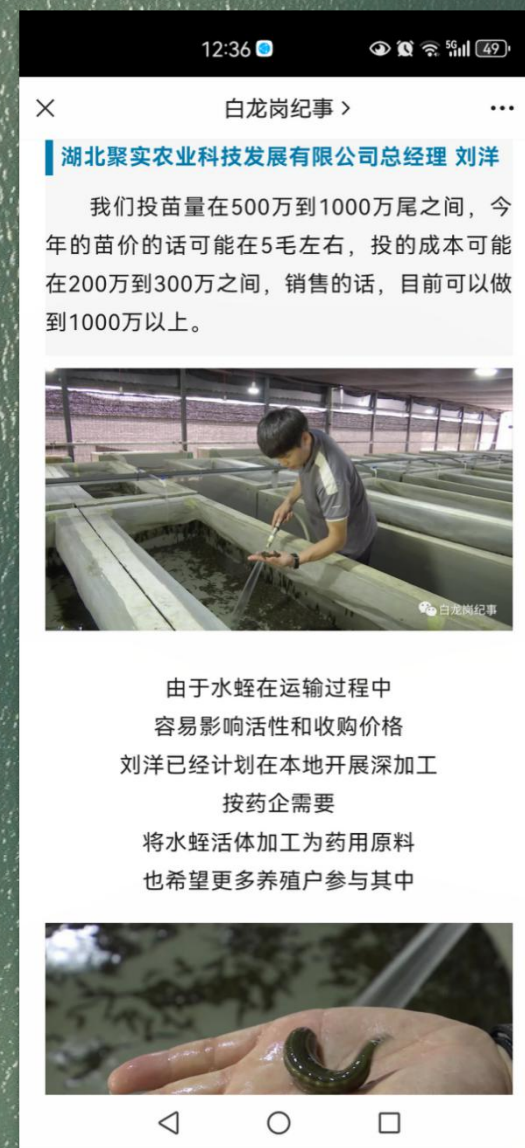 12:36
5G
49
白龙岗纪事
湖北聚实农业科技发展有限公司总经理 刘洋
我们投苗量在500万到1000万尾之间，今
年的苗价的话可能在5毛左右，投的成本可能
在200万到300万之间，销售的话，目前可以做
到1000万以上。
白龙岗纪事
由于水蛭在运输过程中
容易影响活性和收购价格
刘洋已经计划在本地开展深加工
按药企需要
将水蛭活体加工为药用原料
也希望更多养殖户参与其中